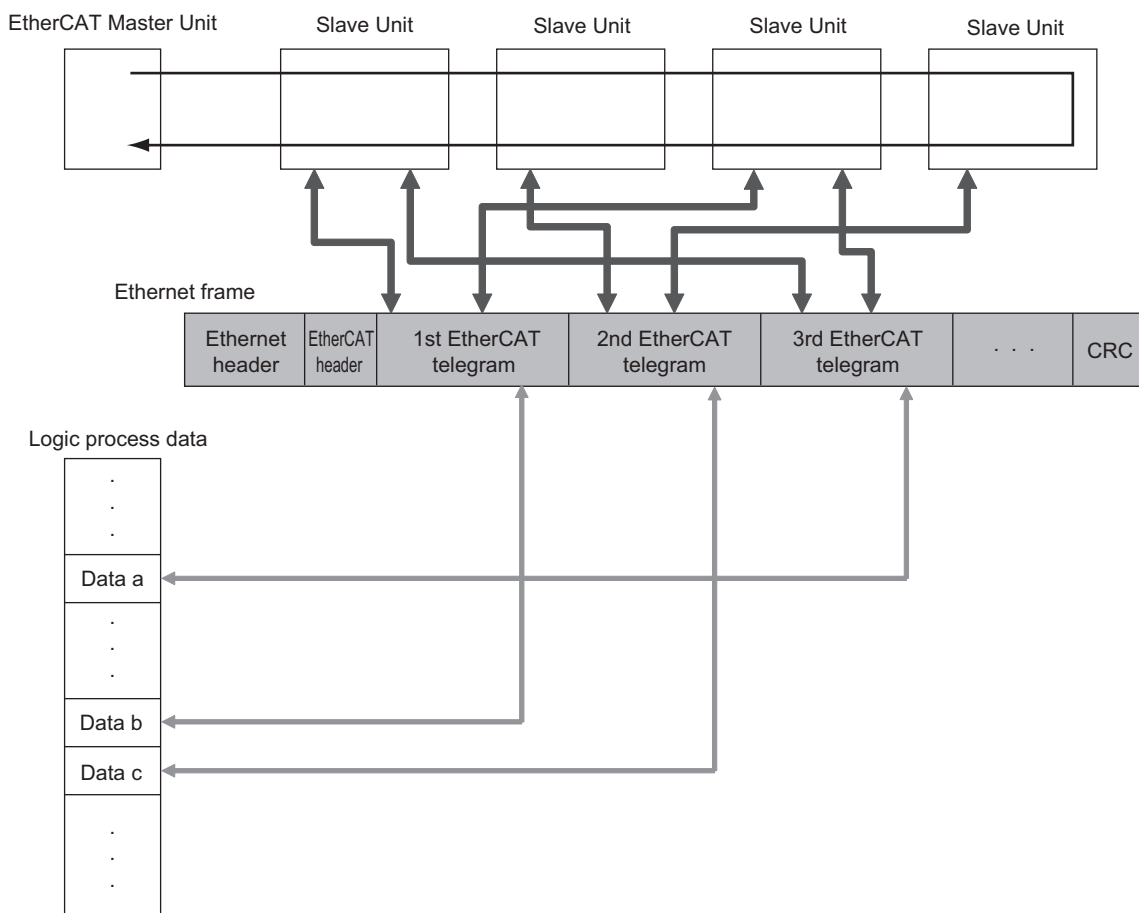 EtherCAT Master Unit
Slave Unit
Slave Unit
Slave Unit
Slave Unit
Ethernet frame
Ethernet
header
EtherCAT
header
1st EtherCAT
telegram
2nd EtherCAT
telegram
3rd EtherCAT
telegram
. . .
CRC
Logic process data
.
.
.
Data a
.
.
.
Data b
Data c
.
.
.